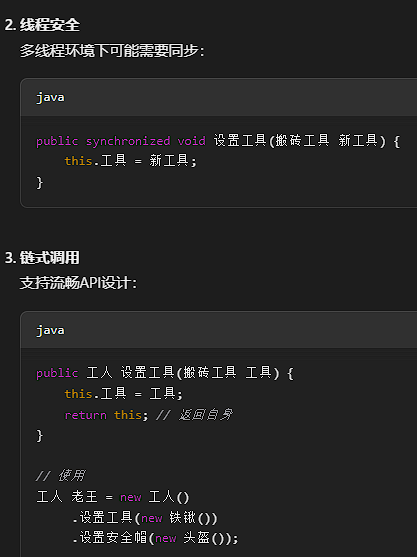 2. 线程安全
多线程环境下可能需要同步：
java
public synchronized void 设置工具(搬砖工具 新工具) {
    this.工具 = 新工具;
}
3. 链式调用
支持流畅API设计：
java
public 工人 设置工具(搬砖工具 工具) {
    this.工具 = 工具;
    return this; // 返回自身
}
// 使用
工人 老王 = new 工人()
    .设置工具(new 铁锹())
    .设置安全帽(new 头盔());